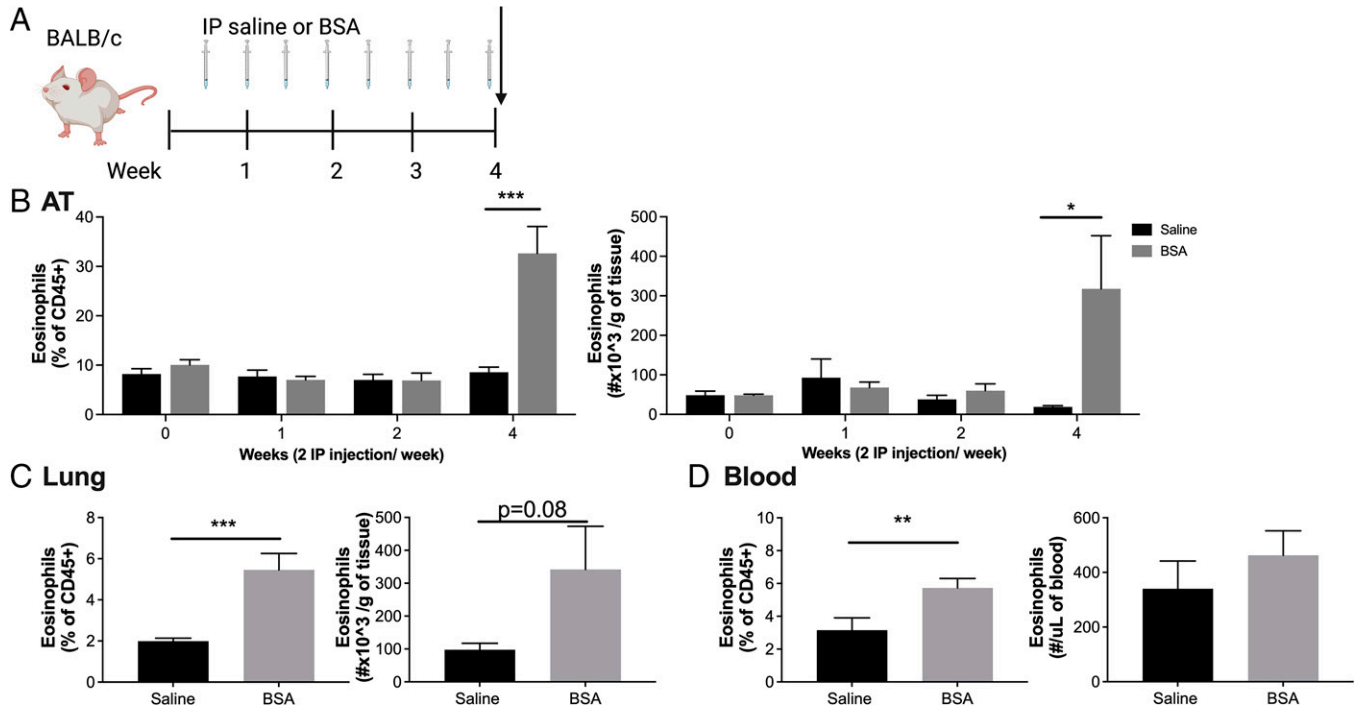 A
BALB/c
IP saline or BSA
Week
1 2 3 4
B AT
Eosinophils
(% of CD45+)
40
30
20
10
0
***
0 1 2 4
Weeks (2 IP injection/ week)
Eosinophils
(#x10^3 /g of tissue)
500
400
300
200
100
0
*
0 1 2 4
Weeks (2 IP injection/ week)
Saline
BSA
C Lung
Eosinophils
(% of CD45+)
8
6
4
2
0
***
Saline BSA
Eosinophils
(#x10^3 /g of tissue)
500
400
300
200
100
0
p=0.08
Saline BSA
D Blood
Eosinophils
(% of CD45+)
10
8
6
4
2
0
**
Saline BSA
Eosinophils
(#/uL of blood)
600
400
200
0
Saline BSA